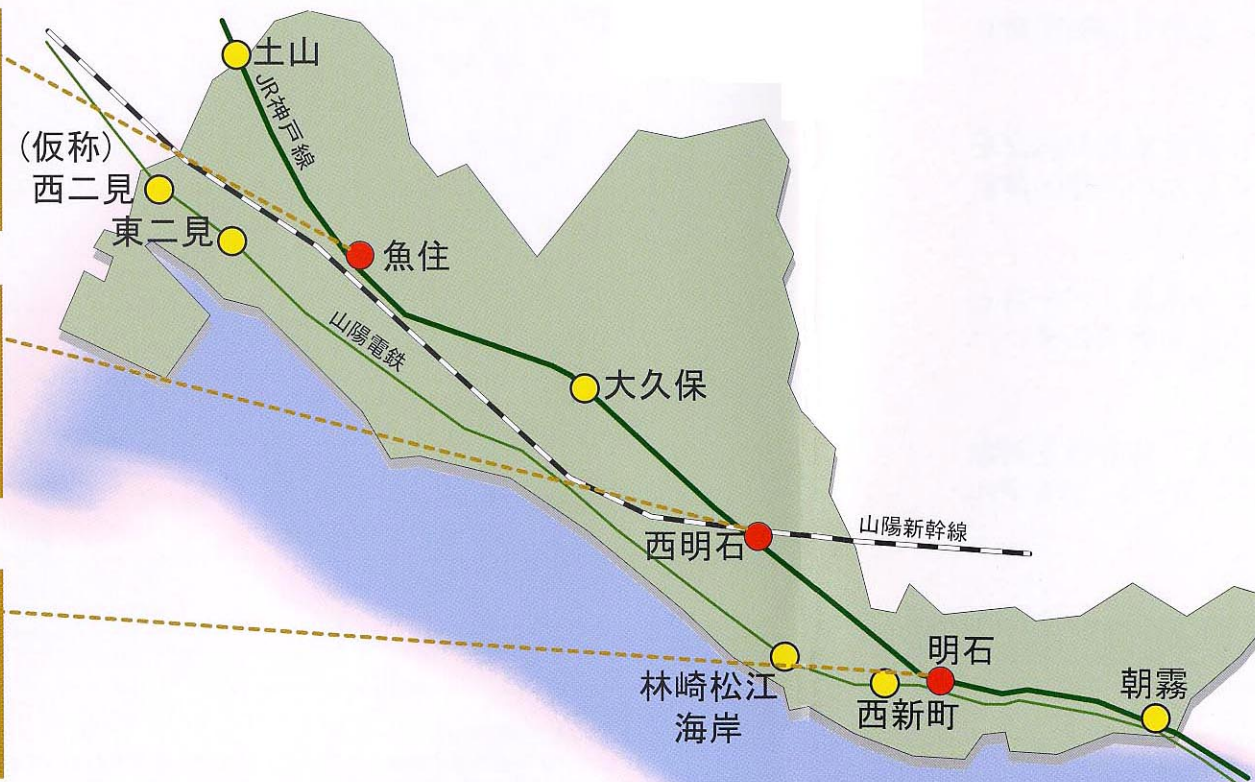 土山
JR神戸線
(仮称)
西二見
東二見
魚住
山陽電鉄
大久保
山陽新幹線
西明石
明石
林崎松江
海岸
西新町
朝霧